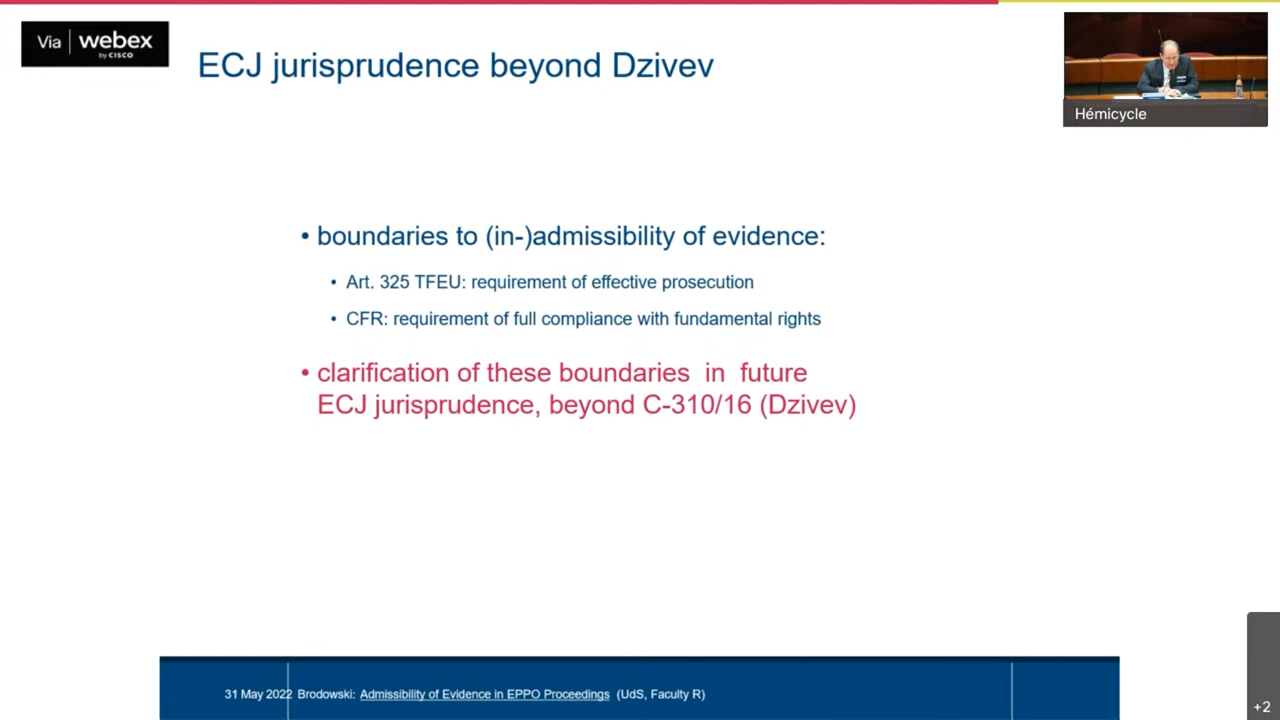 Via webex
by CISCO
ECJ jurisprudence beyond Dzivev
Hémicycle
• boundaries to (in-)admissibility of evidence:
• Art. 325 TFEU: requirement of effective prosecution
• CFR: requirement of full compliance with fundamental rights
• clarification of these boundaries in future
ECJ jurisprudence, beyond C-310/16 (Dzivev)
31 May 2022 Brodowski: Admissibility of Evidence in EPPO Proceedings (UdS, Faculty R)
+2